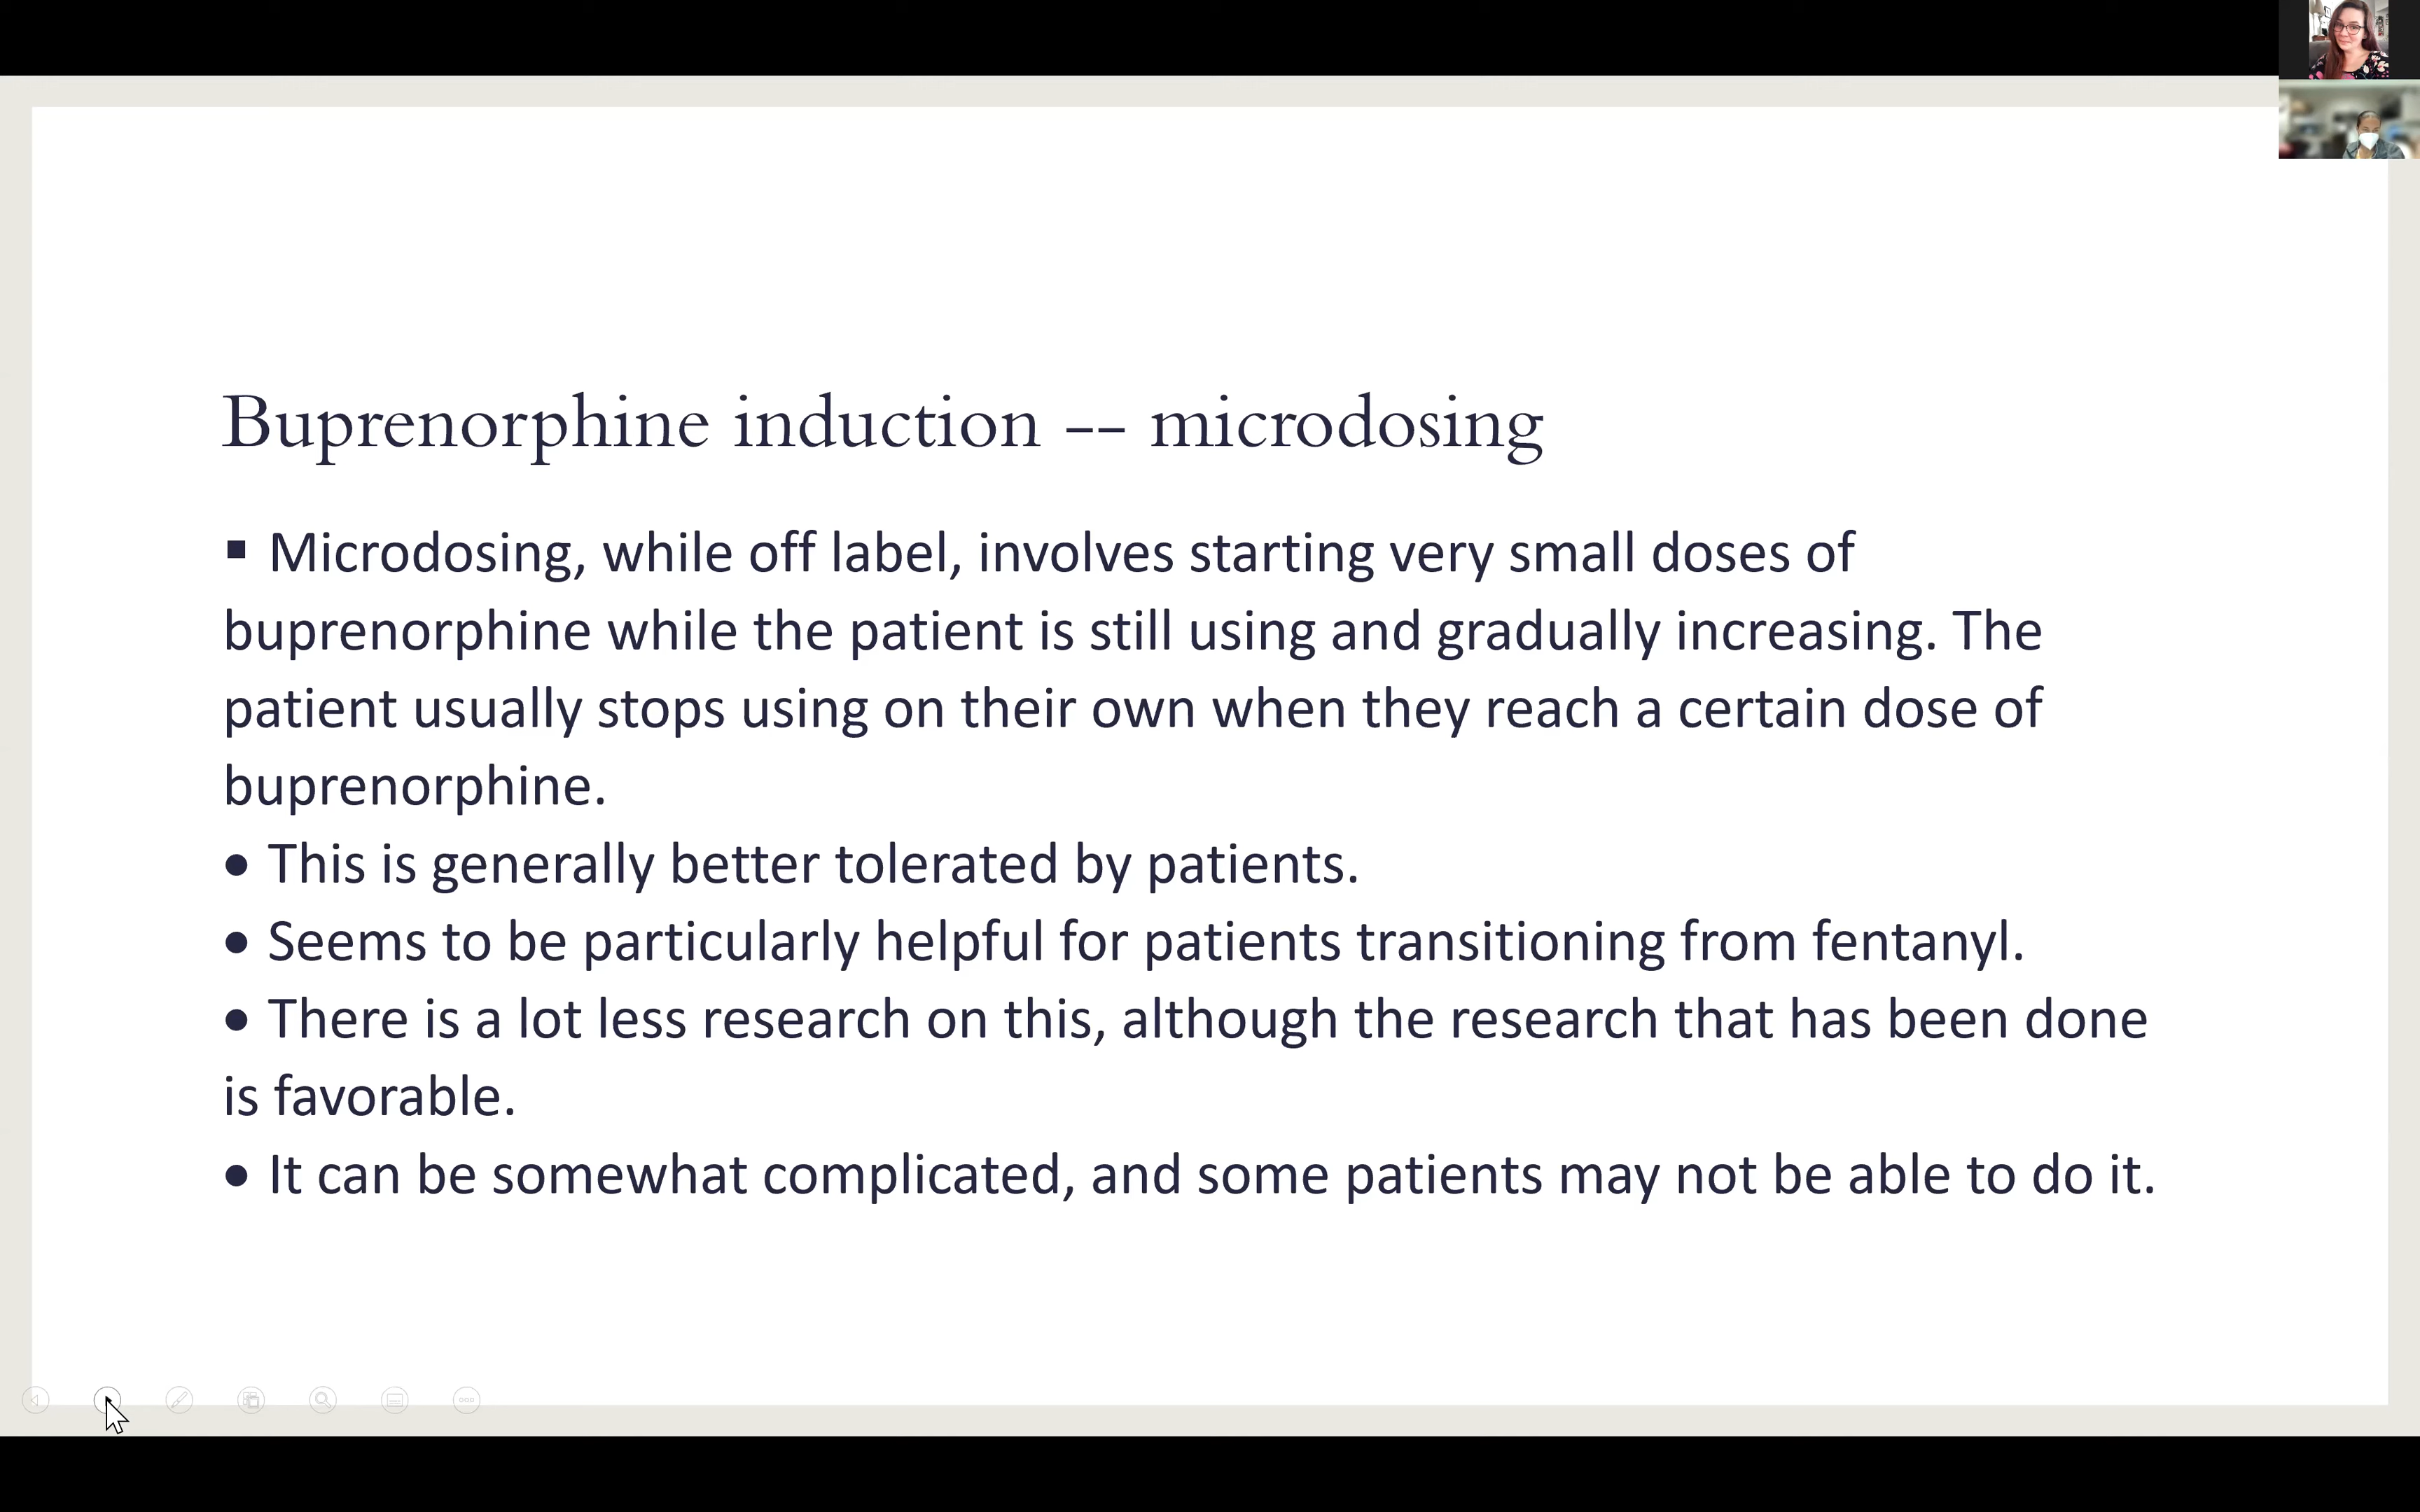 Buprenorphine induction -- microdosing
▪ Microdosing, while off label, involves starting very small doses of
buprenorphine while the patient is still using and gradually increasing. The
patient usually stops using on their own when they reach a certain dose of
buprenorphine.
● This is generally better tolerated by patients.
● Seems to be particularly helpful for patients transitioning from fentanyl.
● There is a lot less research on this, although the research that has been done
is favorable.
● It can be somewhat complicated, and some patients may not be able to do it.